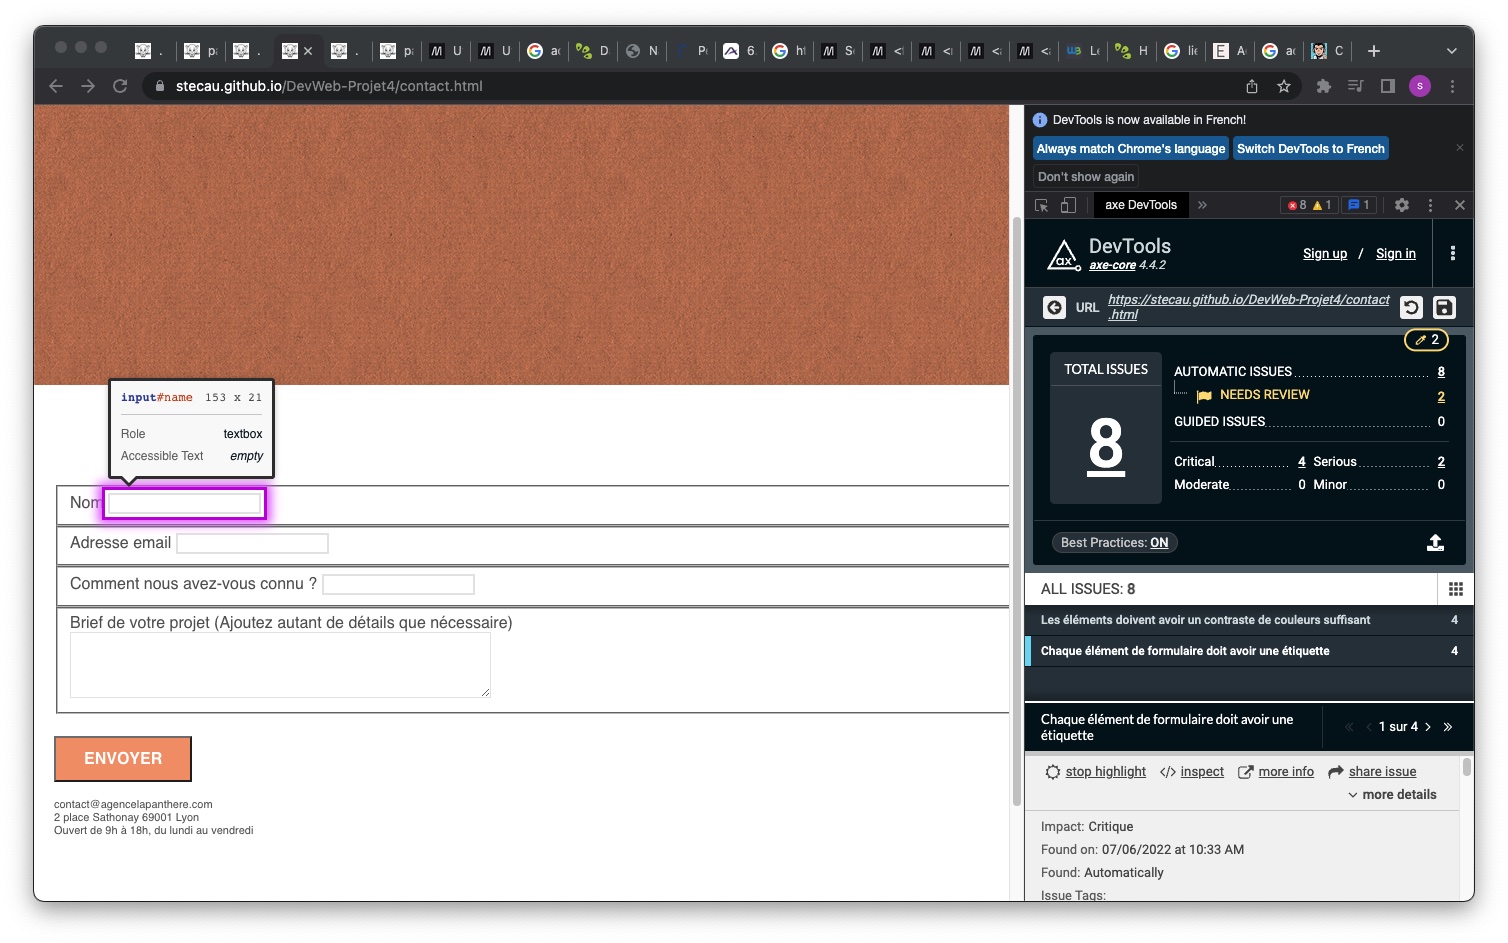 stecau.github.io/DevWeb-Projet4/contact.html
input#name 153 x 21
Role textbox
Accessible Text empty
Nom
Adresse email
Comment nous avez-vous connu ?
Brief de votre projet (Ajoutez autant de détails que nécessaire)
ENVOYER
contact@agencelapanthere.com
2 place Sathonay 69001 Lyon
Ouvert de 9h à 18h, du lundi au vendredi
DevTools is now available in French!
Always match Chrome's language Switch DevTools to French
Don't show again
axe DevTools » 8 1 1
ax DevTools
axe-core 4.4.2
Sign up / Sign in
URL https://stecau.github.io/DevWeb-Projet4/contact
.html
2
TOTAL ISSUES
8
AUTOMATIC ISSUES 8
NEEDS REVIEW 2
GUIDED ISSUES 0
Critical 4 Serious 2
Moderate 0 Minor 0
Best Practices: ON
ALL ISSUES: 8
Les éléments doivent avoir un contraste de couleurs suffisant 4
Chaque élément de formulaire doit avoir une étiquette 4
Chaque élément de formulaire doit avoir une
étiquette
1 sur 4
stop highlight inspect more info share issue
more details
Impact: Critique
Found on: 07/06/2022 at 10:33 AM
Found: Automatically
Issue Tags: